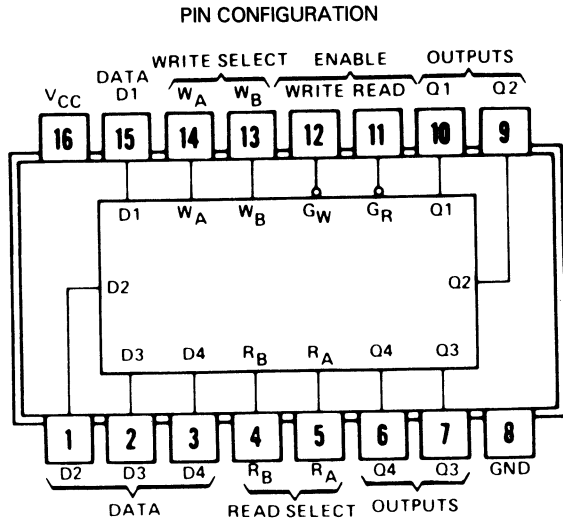 PIN CONFIGURATION
WRITE SELECT ENABLE OUTPUTS
DATA
VCC D1 WA WB WRITE READ Q1 Q2
16 15 14 13 12 11 10 9
D1 WA WB GW GR Q1
D2 Q2
D3 D4 RB RA Q4 Q3
1 2 3 4 5 6 7 8
D2 D3 D4 RB RA Q4 Q3 GND
DATA READ SELECT OUTPUTS